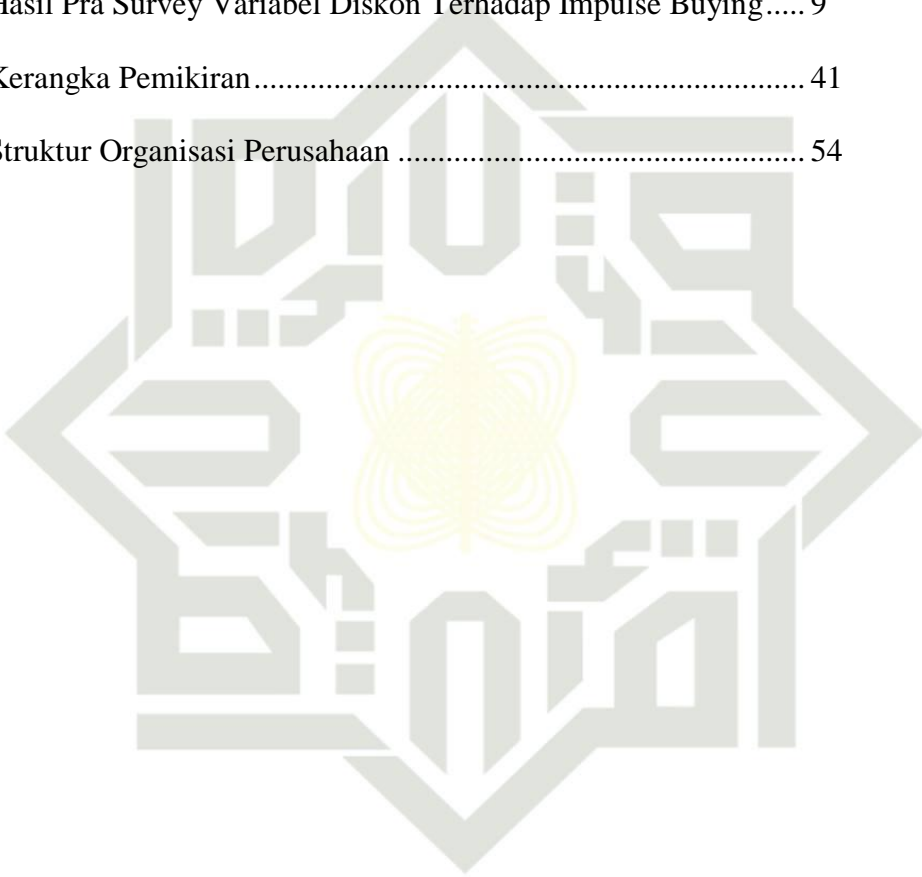 Hasil Pra Survey Variabel Diskon Terhadap Impulse Buying..... 9
Kerangka Pemikiran.................................................................... 41
Struktur Organisasi Perusahaan .................................................. 54